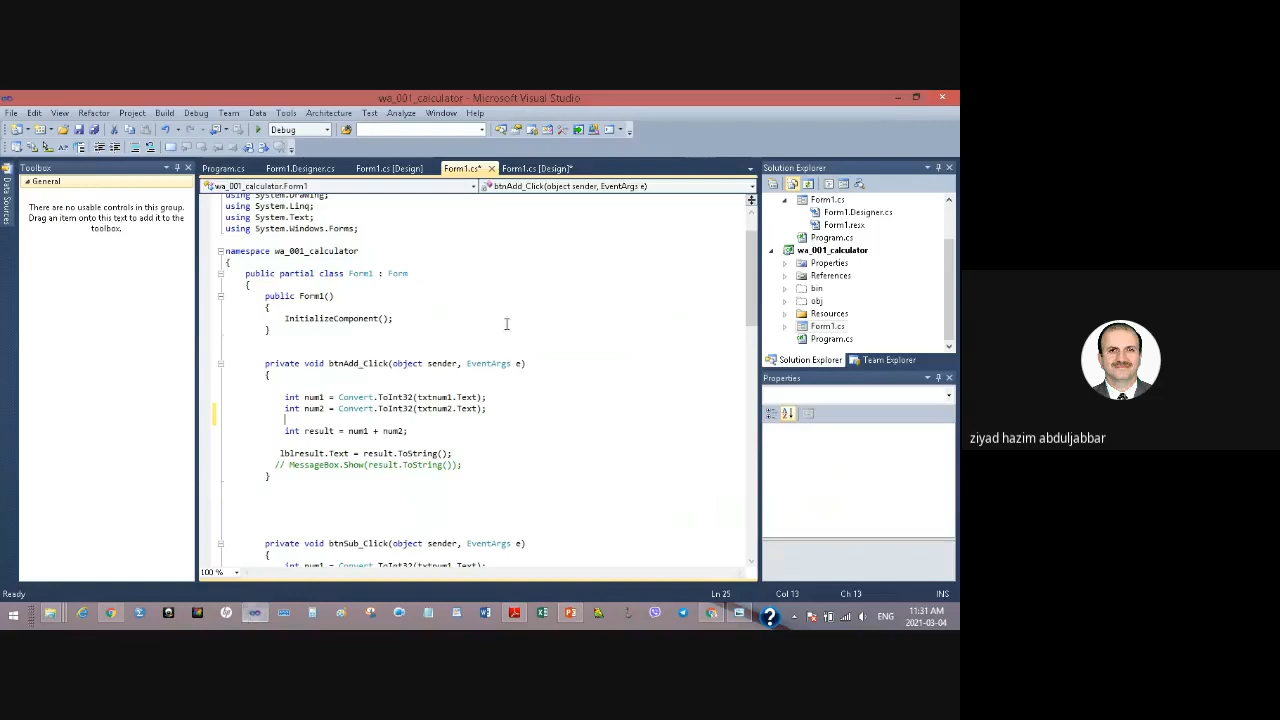 wa_001_calculator - Microsoft Visual Studio
File Edit View Refactor Project Build Debug Team Data Tools Architecture Test Analyze Window Help
Debug
Toolbox
General
There are no usable controls in this group. Drag an item onto this text to add it to the toolbox.
Data Sources
Program.cs Form1.Designer.cs Form1.cs [Design] Form1.cs* Form1.cs [Design]*
wa_001_calculator.Form1 btnAdd_Click(object sender, EventArgs e)
using System.Drawing;
using System.Linq;
using System.Text;
using System.Windows.Forms;
namespace wa_001_calculator
{
public partial class Form1 : Form
{
public Form1()
{
InitializeComponent();
}
private void btnAdd_Click(object sender, EventArgs e)
{
int num1 = Convert.ToInt32(txtnum1.Text);
int num2 = Convert.ToInt32(txtnum2.Text);
int result = num1 + num2;
lblresult.Text = result.ToString();
// MessageBox.Show(result.ToString());
}
private void btnSub_Click(object sender, EventArgs e)
{
int num1 = Convert.ToInt32(txtnum1.Text);
100 %
Solution Explorer
Form1.cs
Form1.Designer.cs
Form1.resx
Program.cs
wa_001_calculator
Properties
References
bin
obj
Resources
Form1.cs
Program.cs
Solution Explorer Team Explorer
Properties
Ready Ln 25 Col 13 Ch 13 INS
ENG
11:31 AM
2021-03-04
ziyad hazim abduljabbar